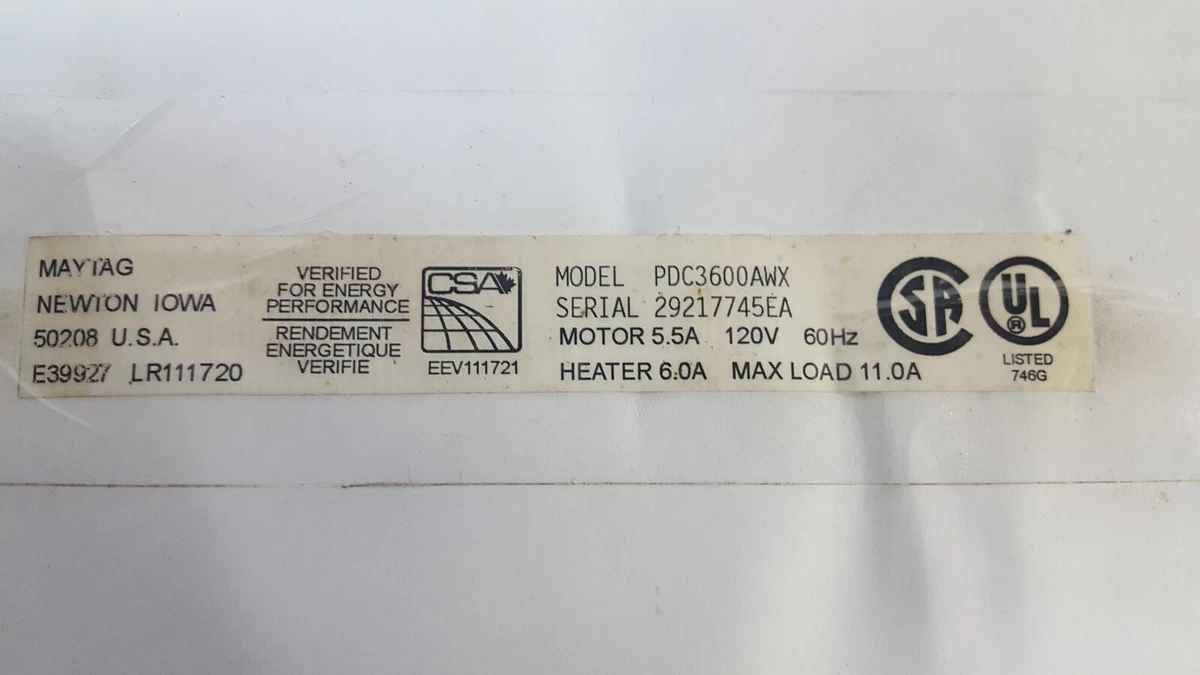 MAYTAG
NEWTON IOWA
50208 U.S.A.
E39927 LR111720
VERIFIED
FOR ENERGY
PERFORMANCE
RENDEMENT
ENERGETIQUE
VERIFIE
CSA
EEV111721
MODEL PDC3600AWX
SERIAL 29217745EA
MOTOR 5.5A 120V 60Hz
HEATER 6.0A MAX LOAD 11.0A
SA
UL
®
LISTED
746G